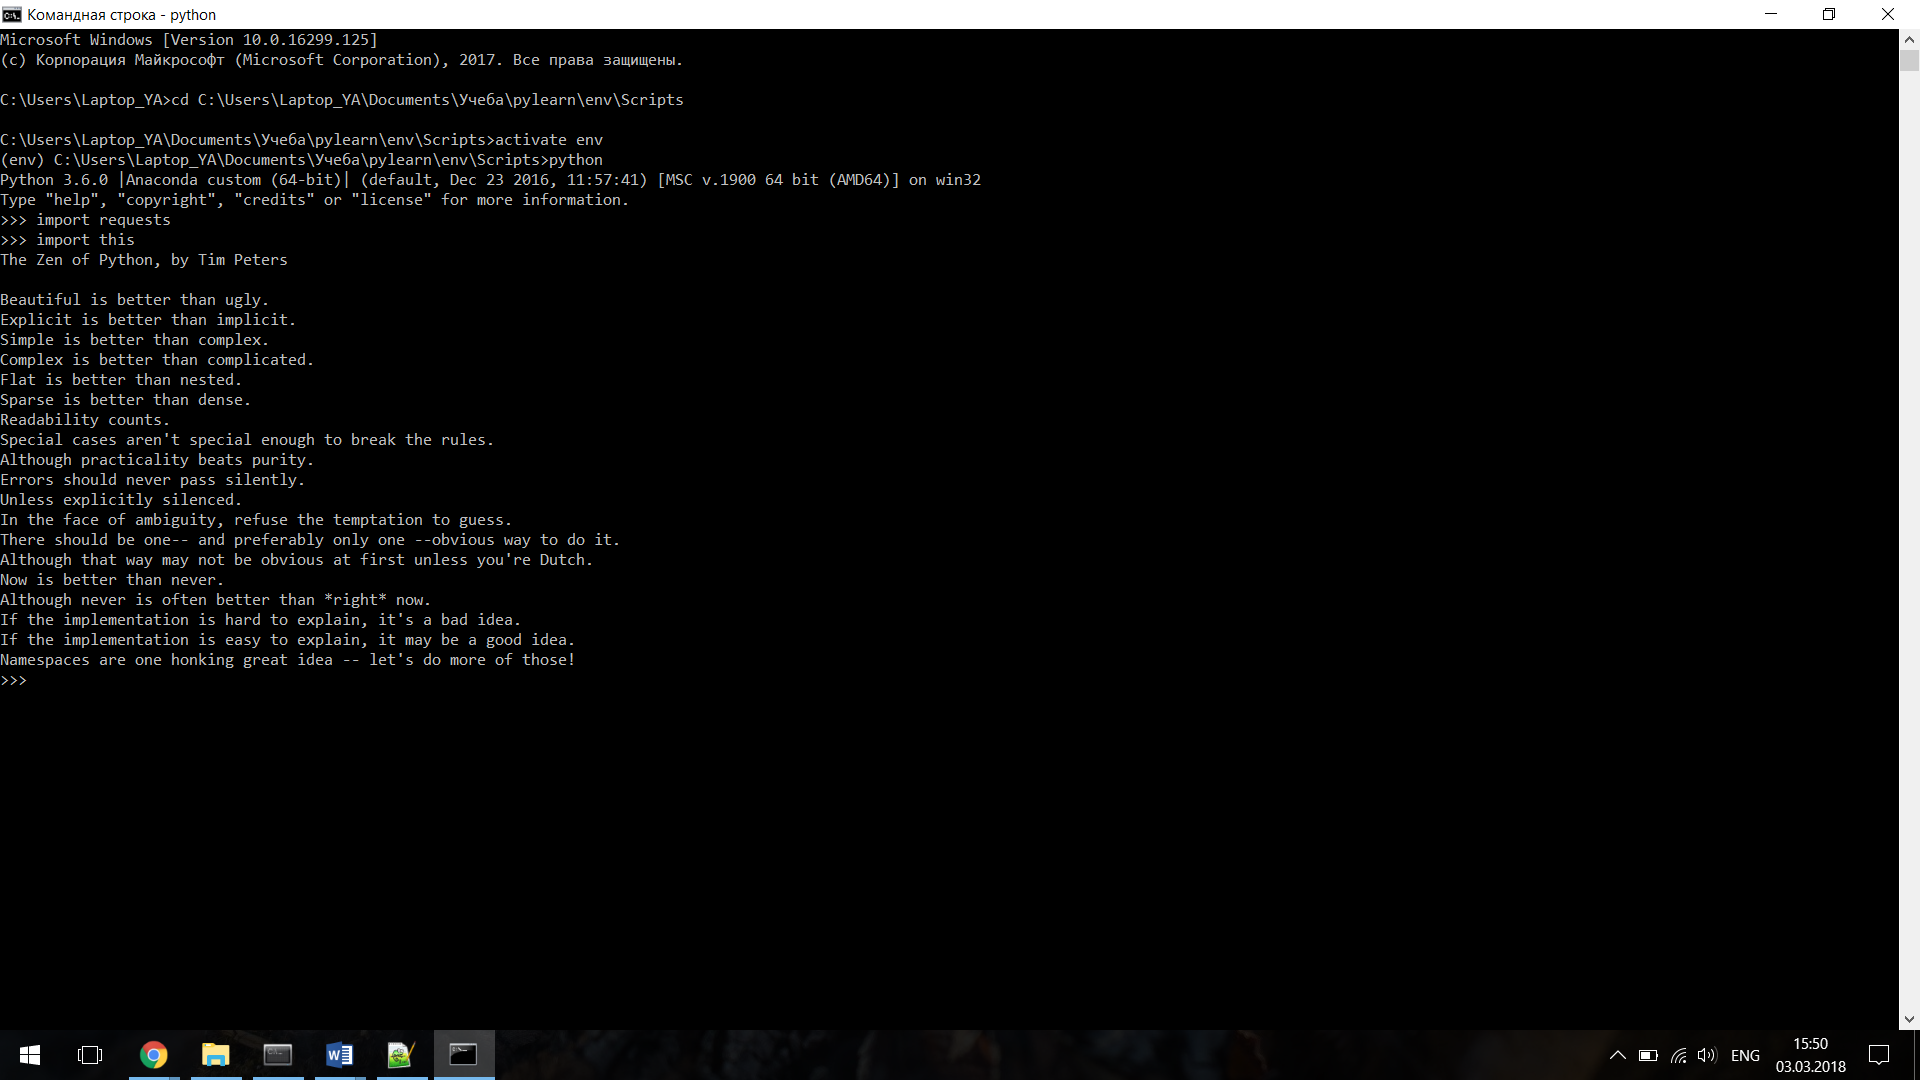 Командная строка - python
Microsoft Windows [Version 10.0.16299.125]
(c) Корпорация Майкрософт (Microsoft Corporation), 2017. Все права защищены.
C:\Users\Laptop_YA>cd C:\Users\Laptop_YA\Documents\Учеба\pylearn\env\Scripts
C:\Users\Laptop_YA\Documents\Учеба\pylearn\env\Scripts>activate env
(env) C:\Users\Laptop_YA\Documents\Учеба\pylearn\env\Scripts>python
Python 3.6.0 |Anaconda custom (64-bit)| (default, Dec 23 2016, 11:57:41) [MSC v.1900 64 bit (AMD64)] on win32
Type "help", "copyright", "credits" or "license" for more information.
>>> import requests
>>> import this
The Zen of Python, by Tim Peters
Beautiful is better than ugly.
Explicit is better than implicit.
Simple is better than complex.
Complex is better than complicated.
Flat is better than nested.
Sparse is better than dense.
Readability counts.
Special cases aren't special enough to break the rules.
Although practicality beats purity.
Errors should never pass silently.
Unless explicitly silenced.
In the face of ambiguity, refuse the temptation to guess.
There should be one-- and preferably only one --obvious way to do it.
Although that way may not be obvious at first unless you're Dutch.
Now is better than never.
Although never is often better than *right* now.
If the implementation is hard to explain, it's a bad idea.
If the implementation is easy to explain, it may be a good idea.
Namespaces are one honking great idea -- let's do more of those!
>>>
ENG
15:50
03.03.2018